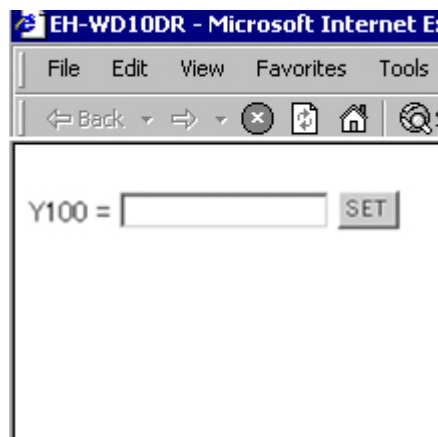 EH-WD10DR - Microsoft Internet
File Edit View Favorites Tools
Back
Y100 = SET